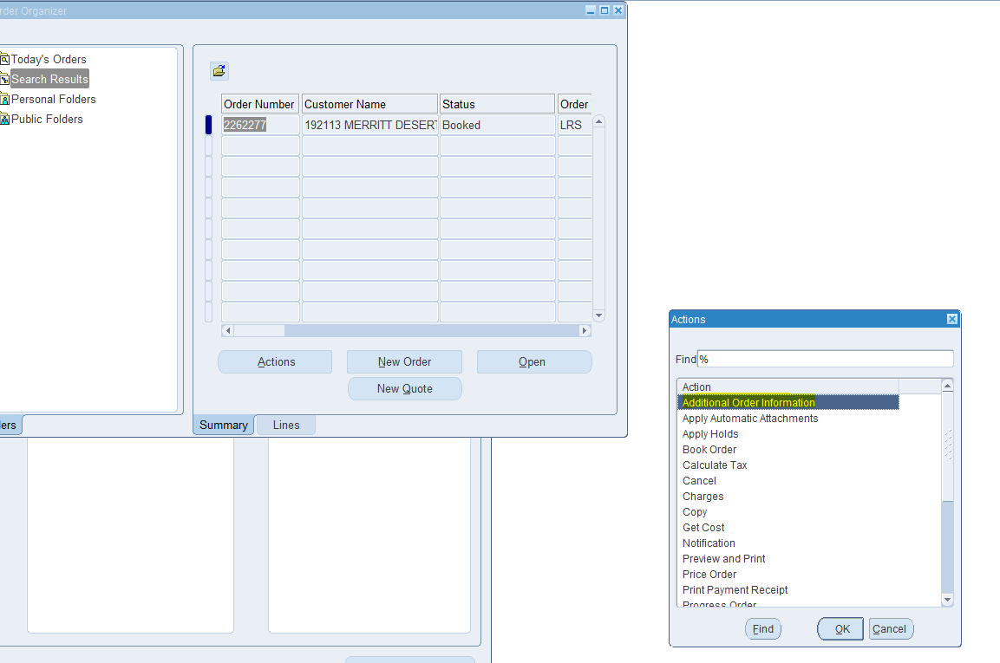 rder Organizer
Today's Orders
Search Results
Personal Folders
Public Folders
Order Number Customer Name Status Order
2262277 192113 MERRITT DESERT Booked LRS
Actions New Order Open
New Quote
ers
Summary Lines
Actions
Find %
Action
Additional Order Information
Apply Automatic Attachments
Apply Holds
Book Order
Calculate Tax
Cancel
Charges
Copy
Get Cost
Notification
Preview and Print
Price Order
Print Payment Receipt
Progress Order
Find OK Cancel